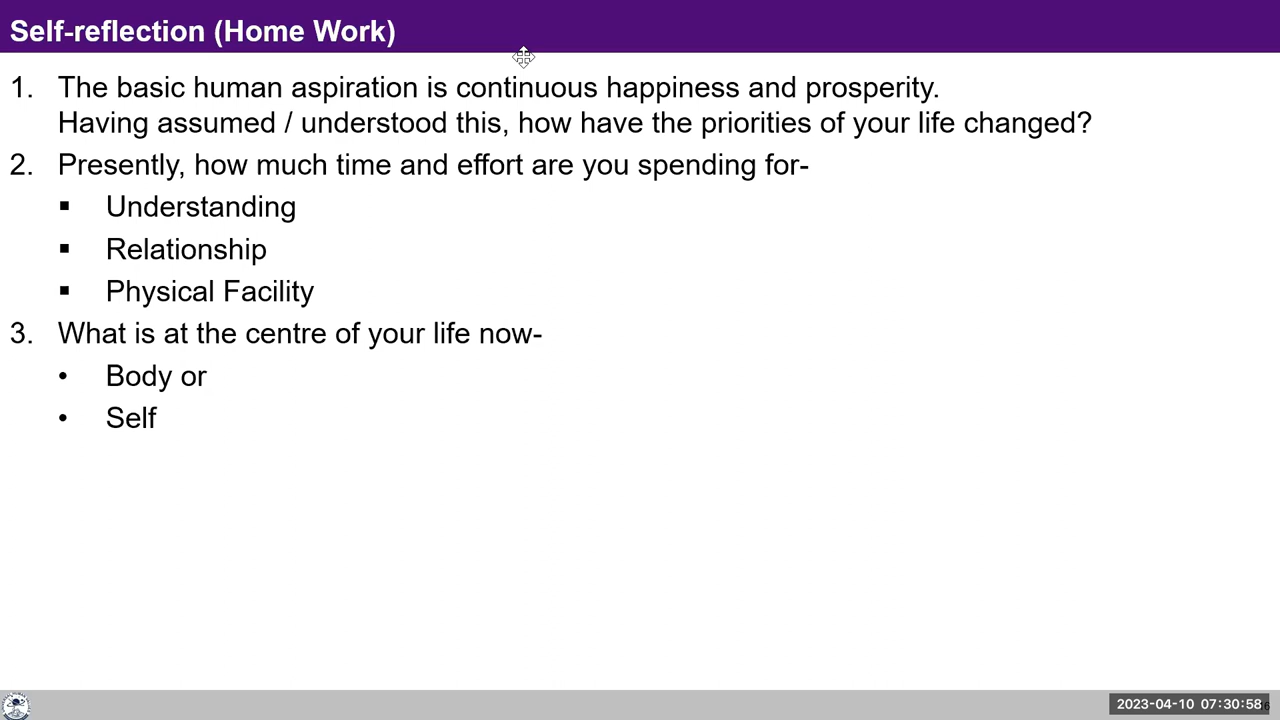 Self-reflection (Home Work)
1. The basic human aspiration is continuous happiness and prosperity.
Having assumed / understood this, how have the priorities of your life changed?
2. Presently, how much time and effort are you spending for-
▪ Understanding
▪ Relationship
▪ Physical Facility
3. What is at the centre of your life now-
• Body or
• Self
2023-04-10 07:30:58